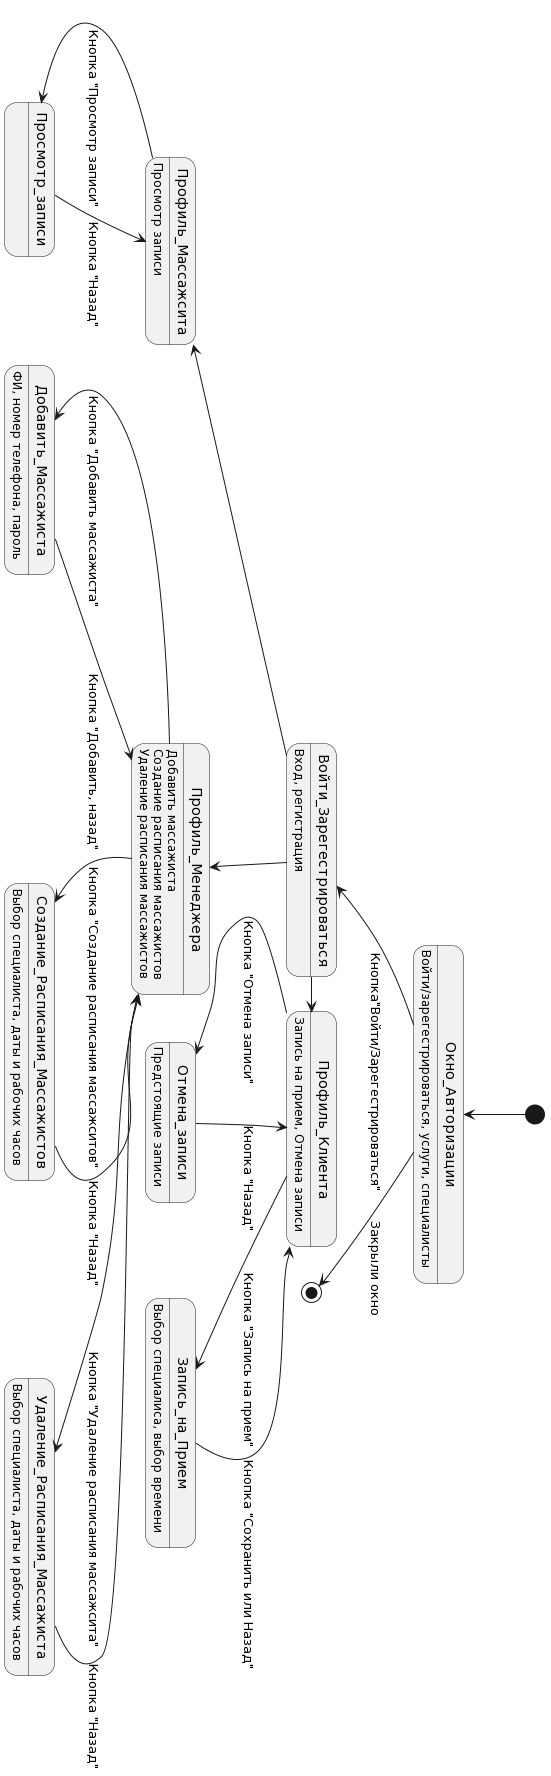 Окно_Авторизации
Войти/зарегестрироваться, услуги, специалисты
Кнопка"Войти/Зарегестрироваться"
Закрыли окно
Войти_Зарегестрироваться
Вход, регистрация
Профиль_Клиента
Запись на прием, Отмена записи
Кнопка "Отмена записи"
Кнопка "Назад"
Кнопка "Запись на прием"
Кнопка "Сохранить или Назад"
Профиль_Массажсита
Просмотр записи
Профиль_Менеджера
Добавить массажиста
Создание расписания массажистов
Удаление расписания массажистов
Отмена_записи
Предстоящие записи
Запись_на_Прием
Выбор специалиса, выбор времени
Кнопка "Просмотр записи"
Кнопка "Назад"
Кнопка "Добавить массажиста"
Кнопка "Добавить, назад"
Кнопка "Создание расписания массажситов"
Кнопка "Назад"
Кнопка "Удаление расписания массажсита"
Кнопка "Назад"
Просмотр_записи
Добавить_Массажиста
ФИ, номер телефона, пароль
Создание_Расписания_Массажистов
Выбор специалиста, даты и рабочих часов
Удаление_Расписания_Массажиста
Выбор специалиста, даты и рабочих часов